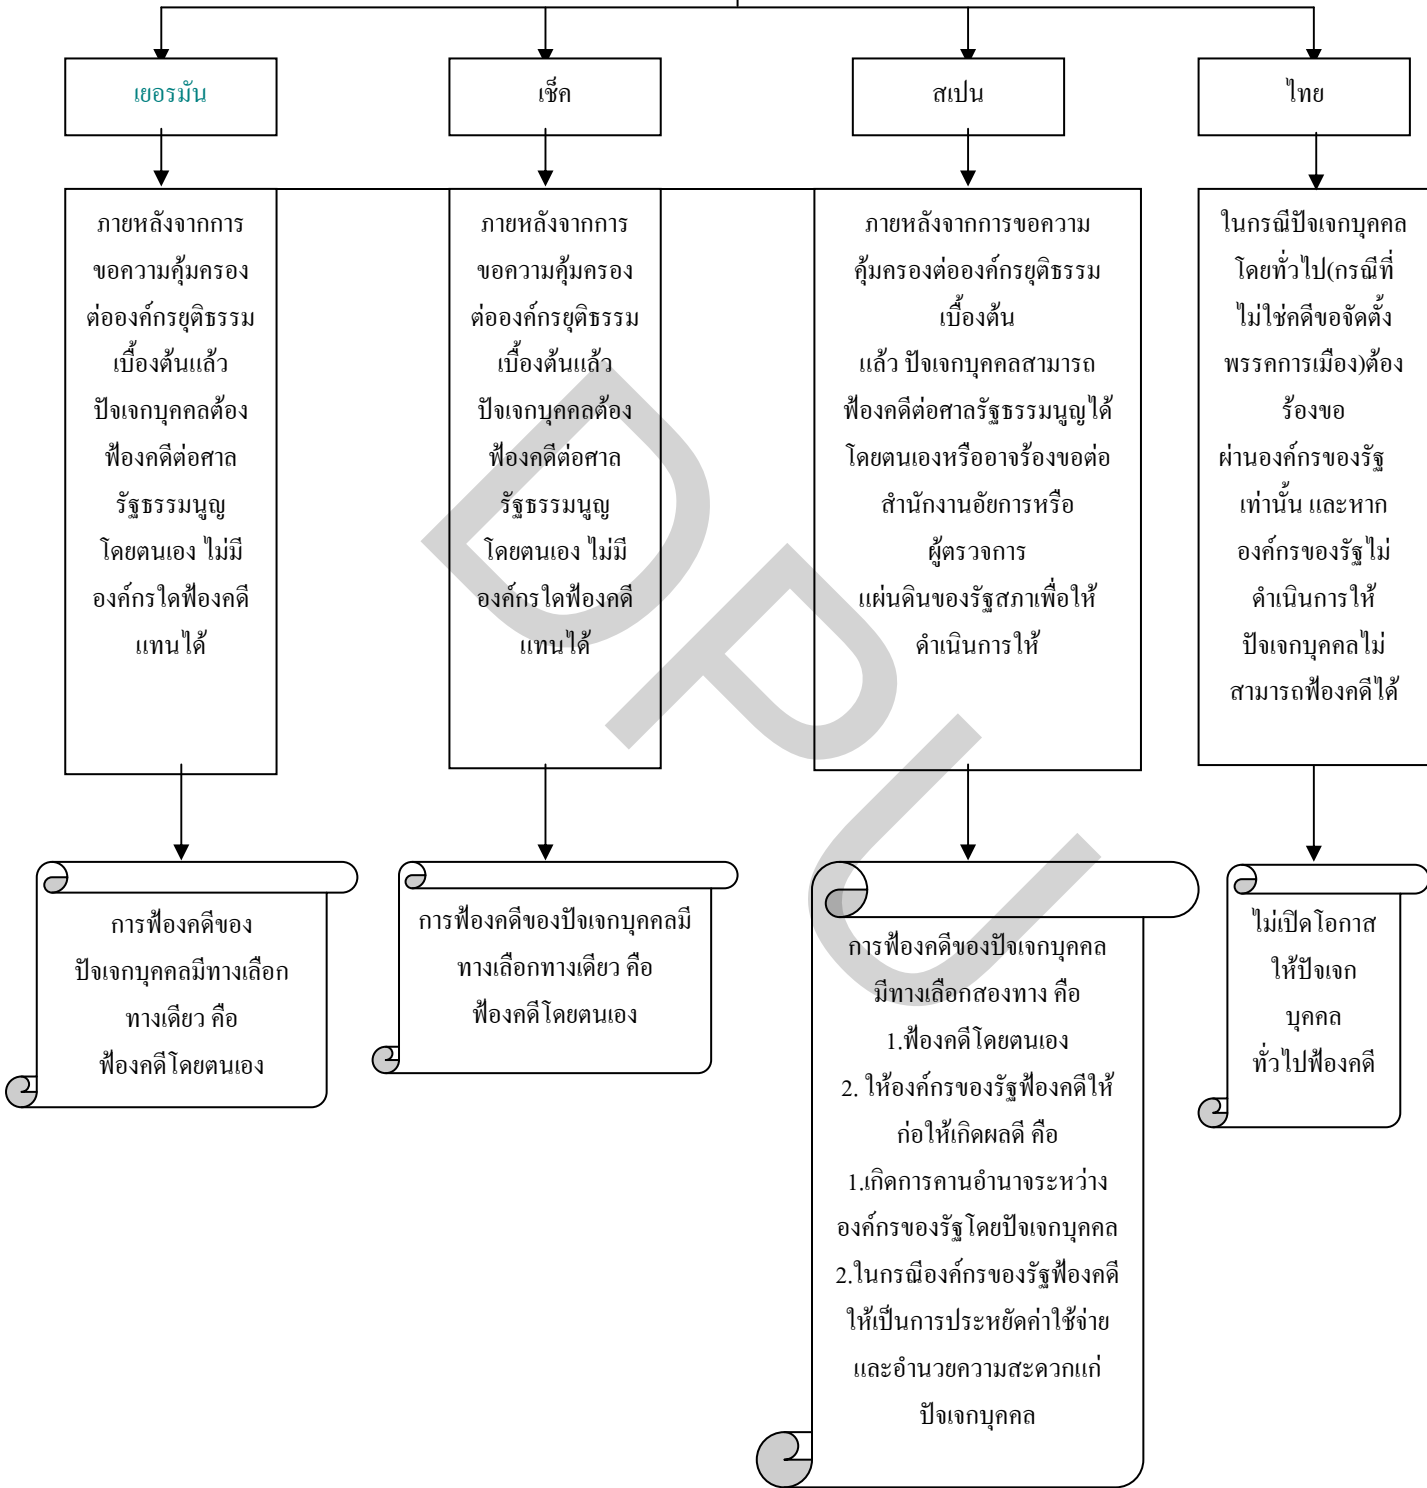 เยอรมัน
เช็ค
สเปน
ไทย
ภายหลังจากการ
ขอความคุ้มครอง
ต่อองค์กรยุติธรรม
เบื้องต้นแล้ว
ปัจเจกบุคคลต้อง
ฟ้องคดีต่อศาล
รัฐธรรมนูญ
โดยตนเอง ไม่มี
องค์กรใดฟ้องคดี
แทนได้
ภายหลังจากการ
ขอความคุ้มครอง
ต่อองค์กรยุติธรรม
เบื้องต้นแล้ว
ปัจเจกบุคคลต้อง
ฟ้องคดีต่อศาล
รัฐธรรมนูญ
โดยตนเอง ไม่มี
องค์กรใดฟ้องคดี
แทนได้
ภายหลังจากการขอความ
คุ้มครองต่อองค์กรยุติธรรม
เบื้องต้น
แล้ว ปัจเจกบุคคลสามารถ
ฟ้องคดีต่อศาลรัฐธรรมนูญได้
โดยตนเองหรืออาจร้องขอต่อ
สำนักงานอัยการหรือ
ผู้ตรวจการ
แผ่นดินของรัฐสภาเพื่อให้
ดำเนินการให้
ในกรณีปัจเจกบุคคล
โดยทั่วไป(กรณีที่
ไม่ใช่คดีขอจัดตั้ง
พรรคการเมือง)ต้อง
ร้องขอ
ผ่านองค์กรของรัฐ
เท่านั้น และหาก
องค์กรของรัฐไม่
ดำเนินการให้
ปัจเจกบุคคลไม่
สามารถฟ้องคดีได้
การฟ้องคดีของ
ปัจเจกบุคคลมีทางเลือก
ทางเดียว คือ
ฟ้องคดีโดยตนเอง
การฟ้องคดีของปัจเจกบุคคลมี
ทางเลือกทางเดียว คือ
ฟ้องคดีโดยตนเอง
การฟ้องคดีของปัจเจกบุคคล
มีทางเลือกสองทาง คือ
1.ฟ้องคดีโดยตนเอง
2. ให้องค์กรของรัฐฟ้องคดีให้
ก่อให้เกิดผลดี คือ
1.เกิดการคานอำนาจระหว่าง
องค์กรของรัฐโดยปัจเจกบุคคล
2.ในกรณีองค์กรของรัฐฟ้องคดี
ให้เป็นการประหยัดค่าใช้จ่าย
และอำนวยความสะดวกแก่
ปัจเจกบุคคล
ไม่เปิดโอกาส
ให้ปัจเจก
บุคคล
ทั่วไปฟ้องคดี
DPU